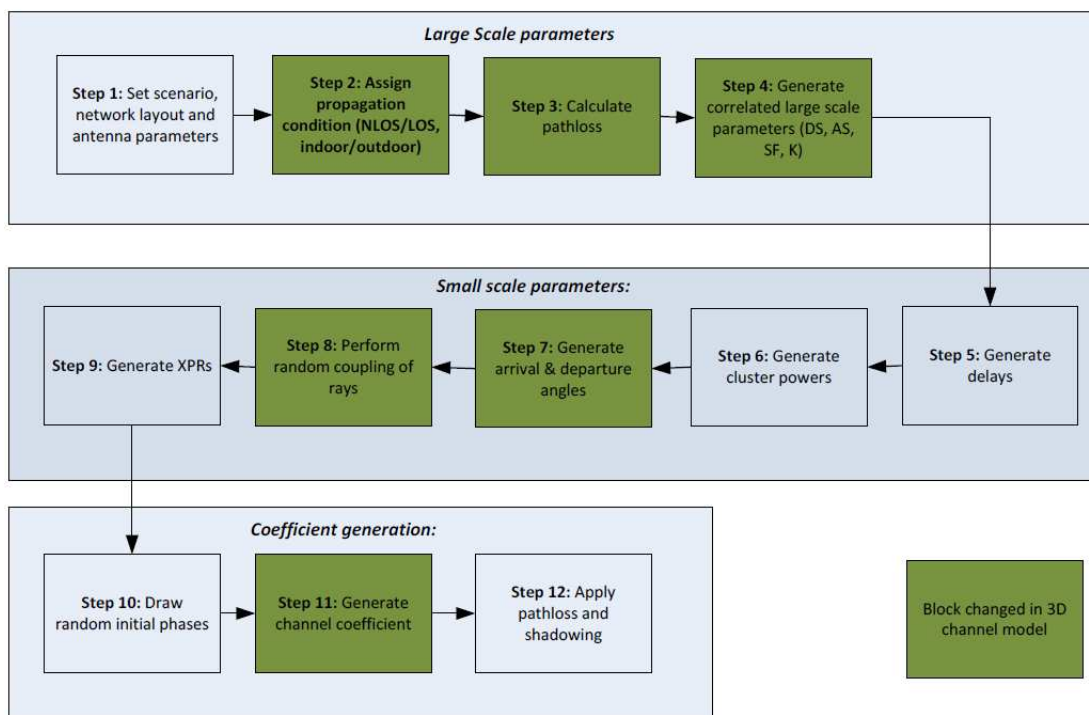 Large Scale parameters
Step 1: Set scenario,
network layout and
antenna parameters
Step 2: Assign
propagation
condition (NLOS/LOS,
indoor/outdoor)
Step 3: Calculate
pathloss
Step 4: Generate
correlated large scale
parameters (DS, AS,
SF, K)
Small scale parameters:
Step 5: Generate
delays
Step 6: Generate
cluster powers
Step 7: Generate
arrival & departure
angles
Step 8: Perform
random coupling of
rays
Step 9: Generate XPRs
Coefficient generation:
Step 10: Draw
random initial phases
Step 11: Generate
channel coefficient
Step 12: Apply
pathloss and
shadowing
Block changed in 3D
channel model